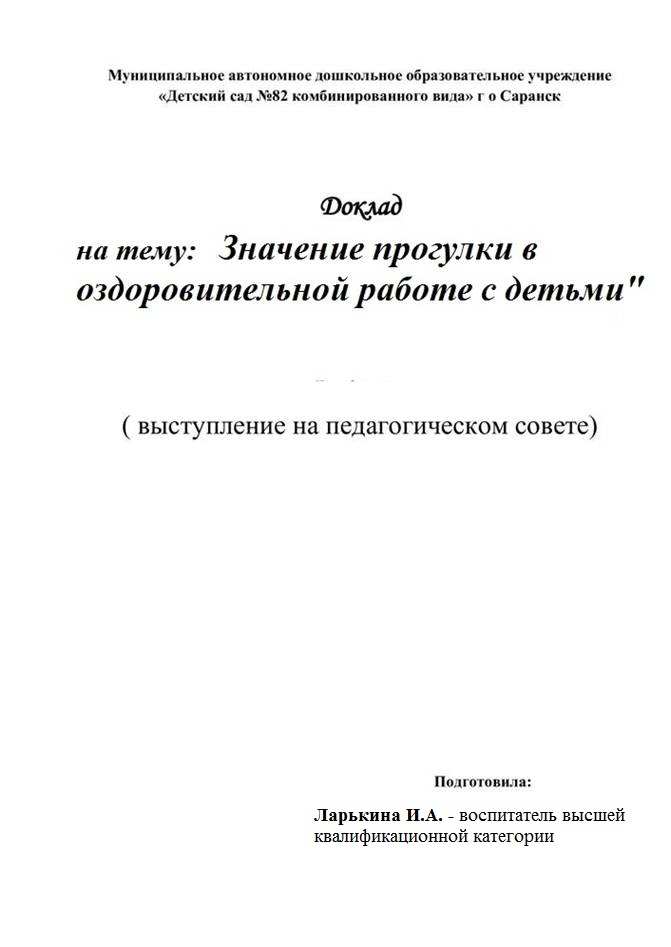 Муниципальное автономное дошкольное образовательное учреждение
«Детский сад №82 комбинированного вида» г о Саранск
Доклад
на тему: Значение прогулки в
оздоровительной работе с детьми"
( выступление на педагогическом совете)
Подготовила:
Ларькина И.А. - воспитатель высшей
квалификационной категории